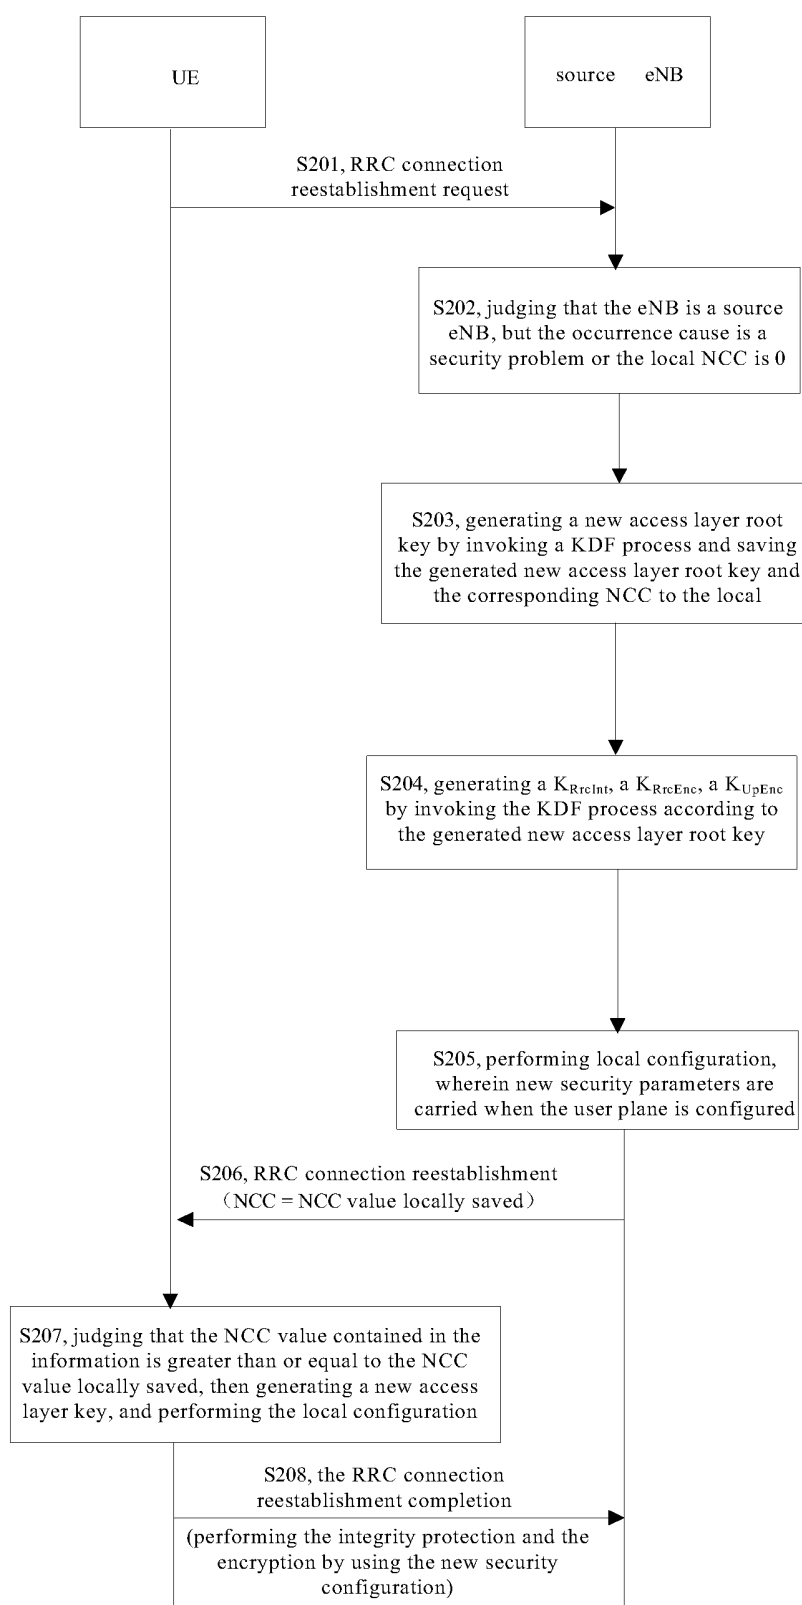 UE
source eNB
S201, RRC connection
reestablishment request
S202, judging that the eNB is a source
eNB, but the occurrence cause is a
security problem or the local NCC is 0
S203, generating a new access layer root
key by invoking a KDF process and saving
the generated new access layer root key and
the corresponding NCC to the local
S204, generating a KRrcInt, a KRrcEnc, a KUpEnc
by invoking the KDF process according to
the generated new access layer root key
S205, performing local configuration,
wherein new security parameters are
carried when the user plane is configured
S206, RRC connection reestablishment
（NCC = NCC value locally saved）
S207, judging that the NCC value contained in the
information is greater than or equal to the NCC
value locally saved, then generating a new access
layer key, and performing the local configuration
S208, the RRC connection
reestablishment completion
(performing the integrity protection and the
encryption by using the new security
configuration)